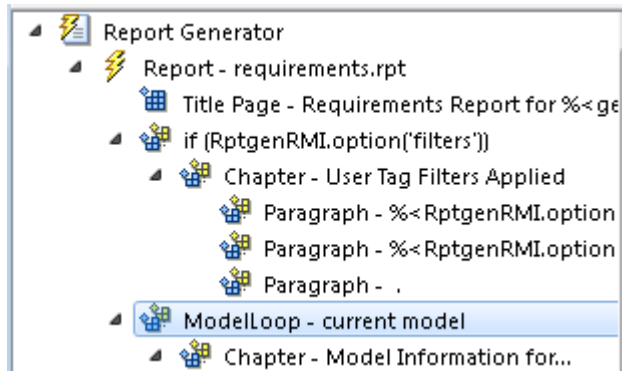 Report Generator
Report - requirements.rpt
Title Page - Requirements Report for %<ge
if (RptgenRMI.option('filters'))
Chapter - User Tag Filters Applied
Paragraph - %<RptgenRMI.option
Paragraph - %<RptgenRMI.option
Paragraph - .
ModelLoop - current model
Chapter - Model Information for...